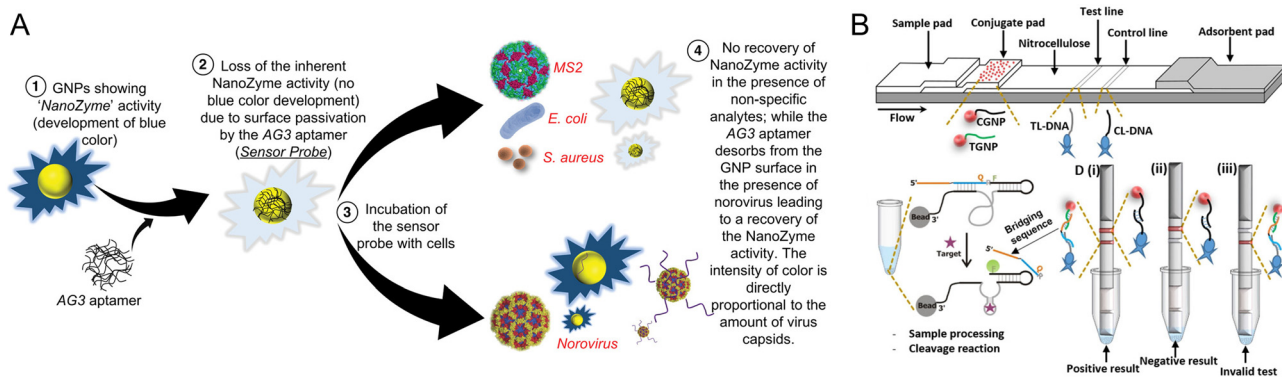 A
1
GNPs showing
'NanoZyme' activity
(development of blue
color)
AG3 aptamer
2
Loss of the inherent
NanoZyme activity (no
blue color development)
due to surface passivation
by the AG3 aptamer
(Sensor Probe)
3
Incubation of
the sensor
probe with cells
MS2
E. coli
S. aureus
Norovirus
4
No recovery of
NanoZyme activity
in the presence of
non-specific
analytes; while the
AG3 aptamer
desorbs from the
GNP surface in
the presence of
norovirus leading
to a recovery of
the NanoZyme
activity. The
intensity of color is
directly
proportional to the
amount of virus
capsids.
B
Sample pad
Conjugate pad
Nitrocellulose
Test line
Control line
Adsorbent pad
Flow
CGNP
TGNP
TL-DNA
CL-DNA
5'
Q
F
Bead
3'
Target
Bridging
sequence
5'
Q
Bead
3'
- Sample processing
- Cleavage reaction
D (i)
(ii)
(iii)
Positive result
Negative result
Invalid test